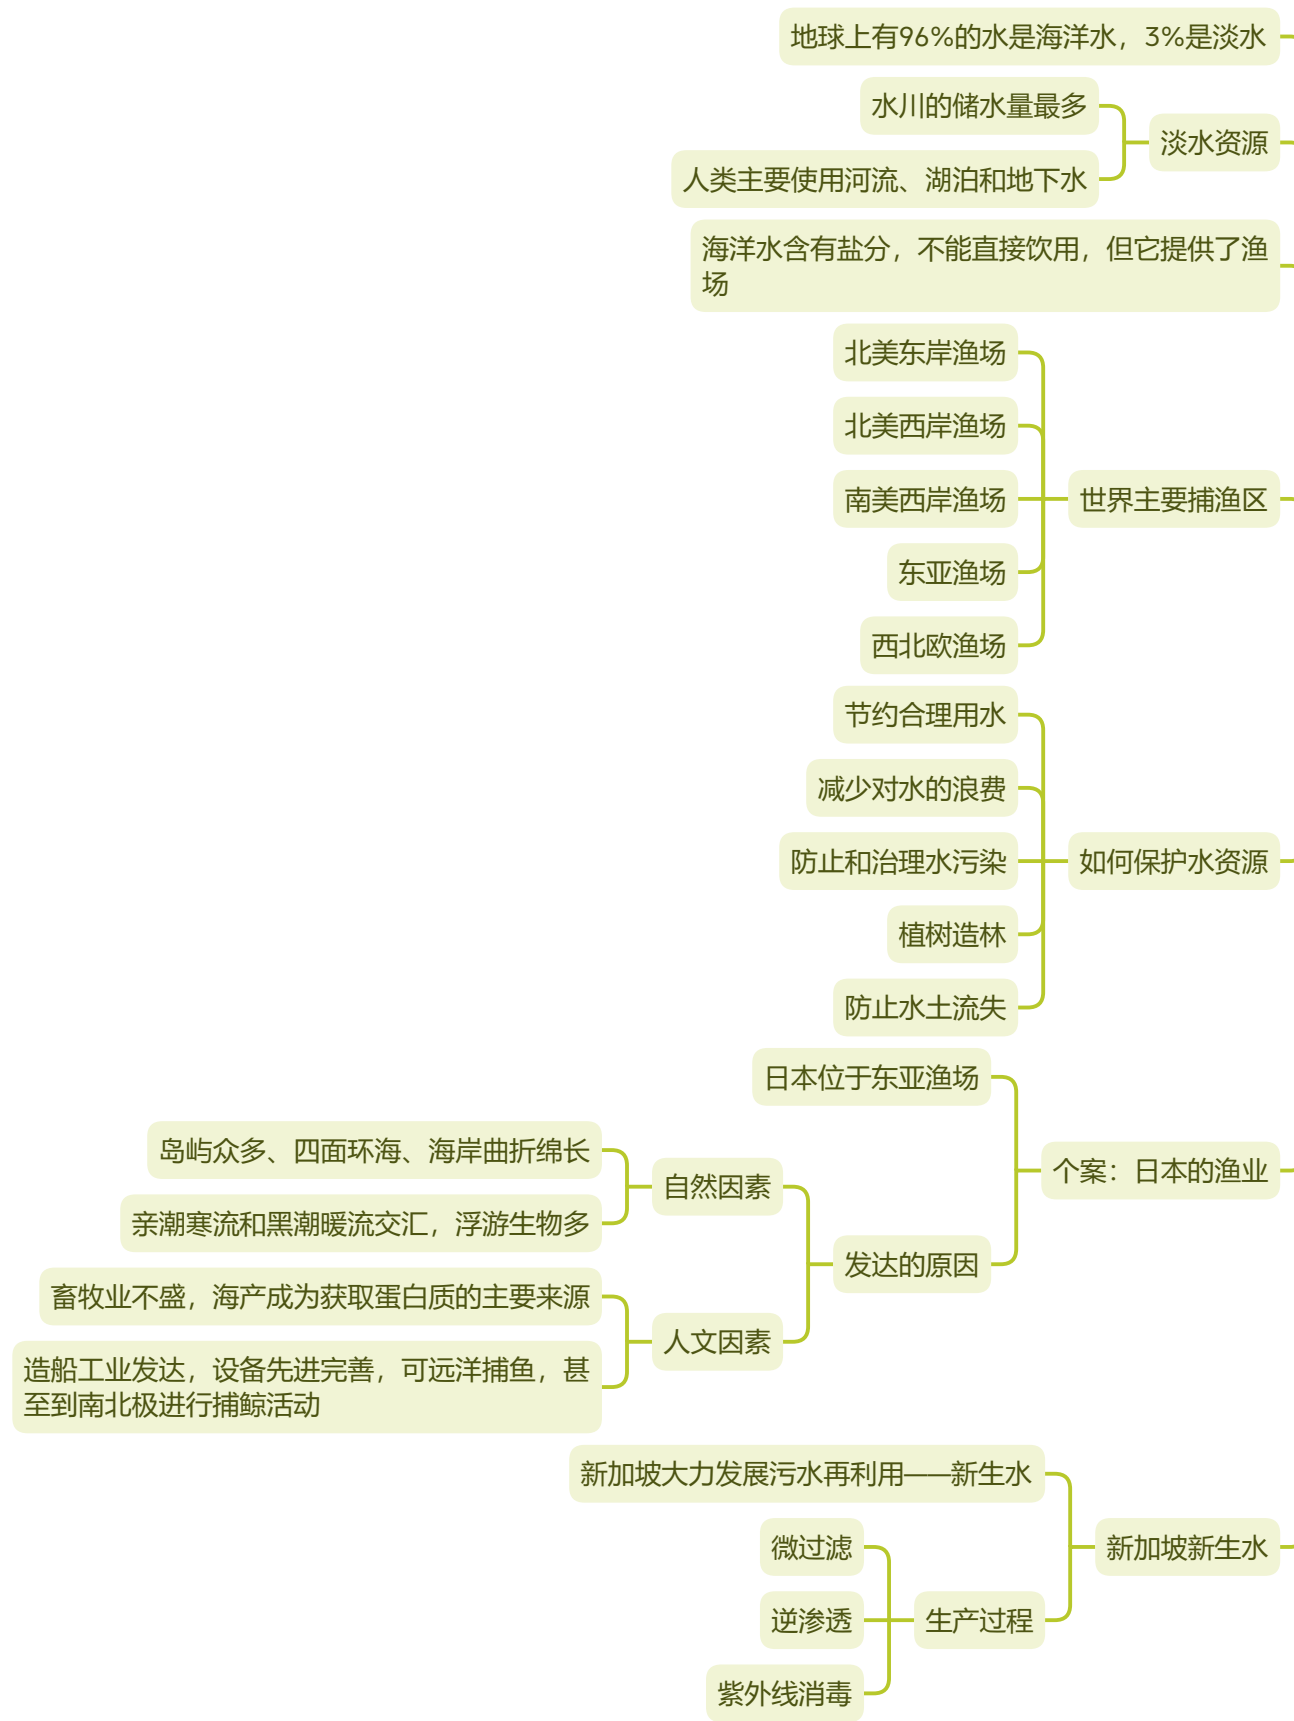 地球上有96%的水是海洋水，3%是淡水
水川的储水量最多
淡水资源
人类主要使用河流、湖泊和地下水
海洋水含有盐分，不能直接饮用，但它提供了渔
场
北美东岸渔场
北美西岸渔场
南美西岸渔场
世界主要捕渔区
东亚渔场
西北欧渔场
节约合理用水
减少对水的浪费
防止和治理水污染
如何保护水资源
植树造林
防止水土流失
日本位于东亚渔场
个案：日本的渔业
岛屿众多、四面环海、海岸曲折绵长
自然因素
亲潮寒流和黑潮暖流交汇，浮游生物多
发达的原因
畜牧业不盛，海产成为获取蛋白质的主要来源
人文因素
造船工业发达，设备先进完善，可远洋捕鱼，甚
至到南北极进行捕鲸活动
新加坡大力发展污水再利用——新生水
新加坡新生水
微过滤
逆渗透
生产过程
紫外线消毒